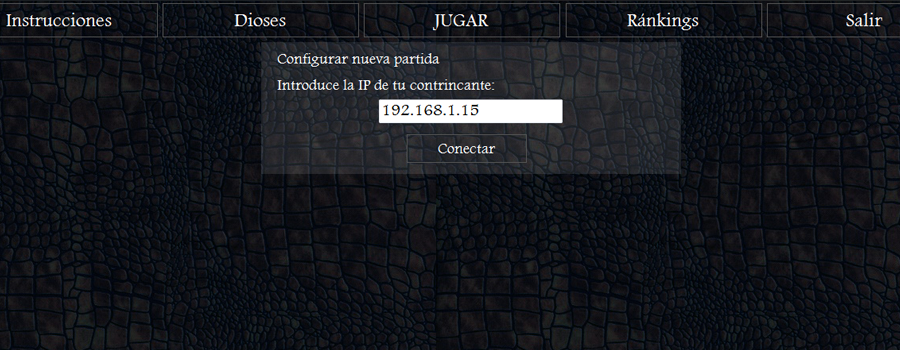 Instrucciones Dioses JUGAR Ránkings Salir
Configurar nueva partida
Introduce la IP de tu contrincante:
192.168.1.15
Conectar